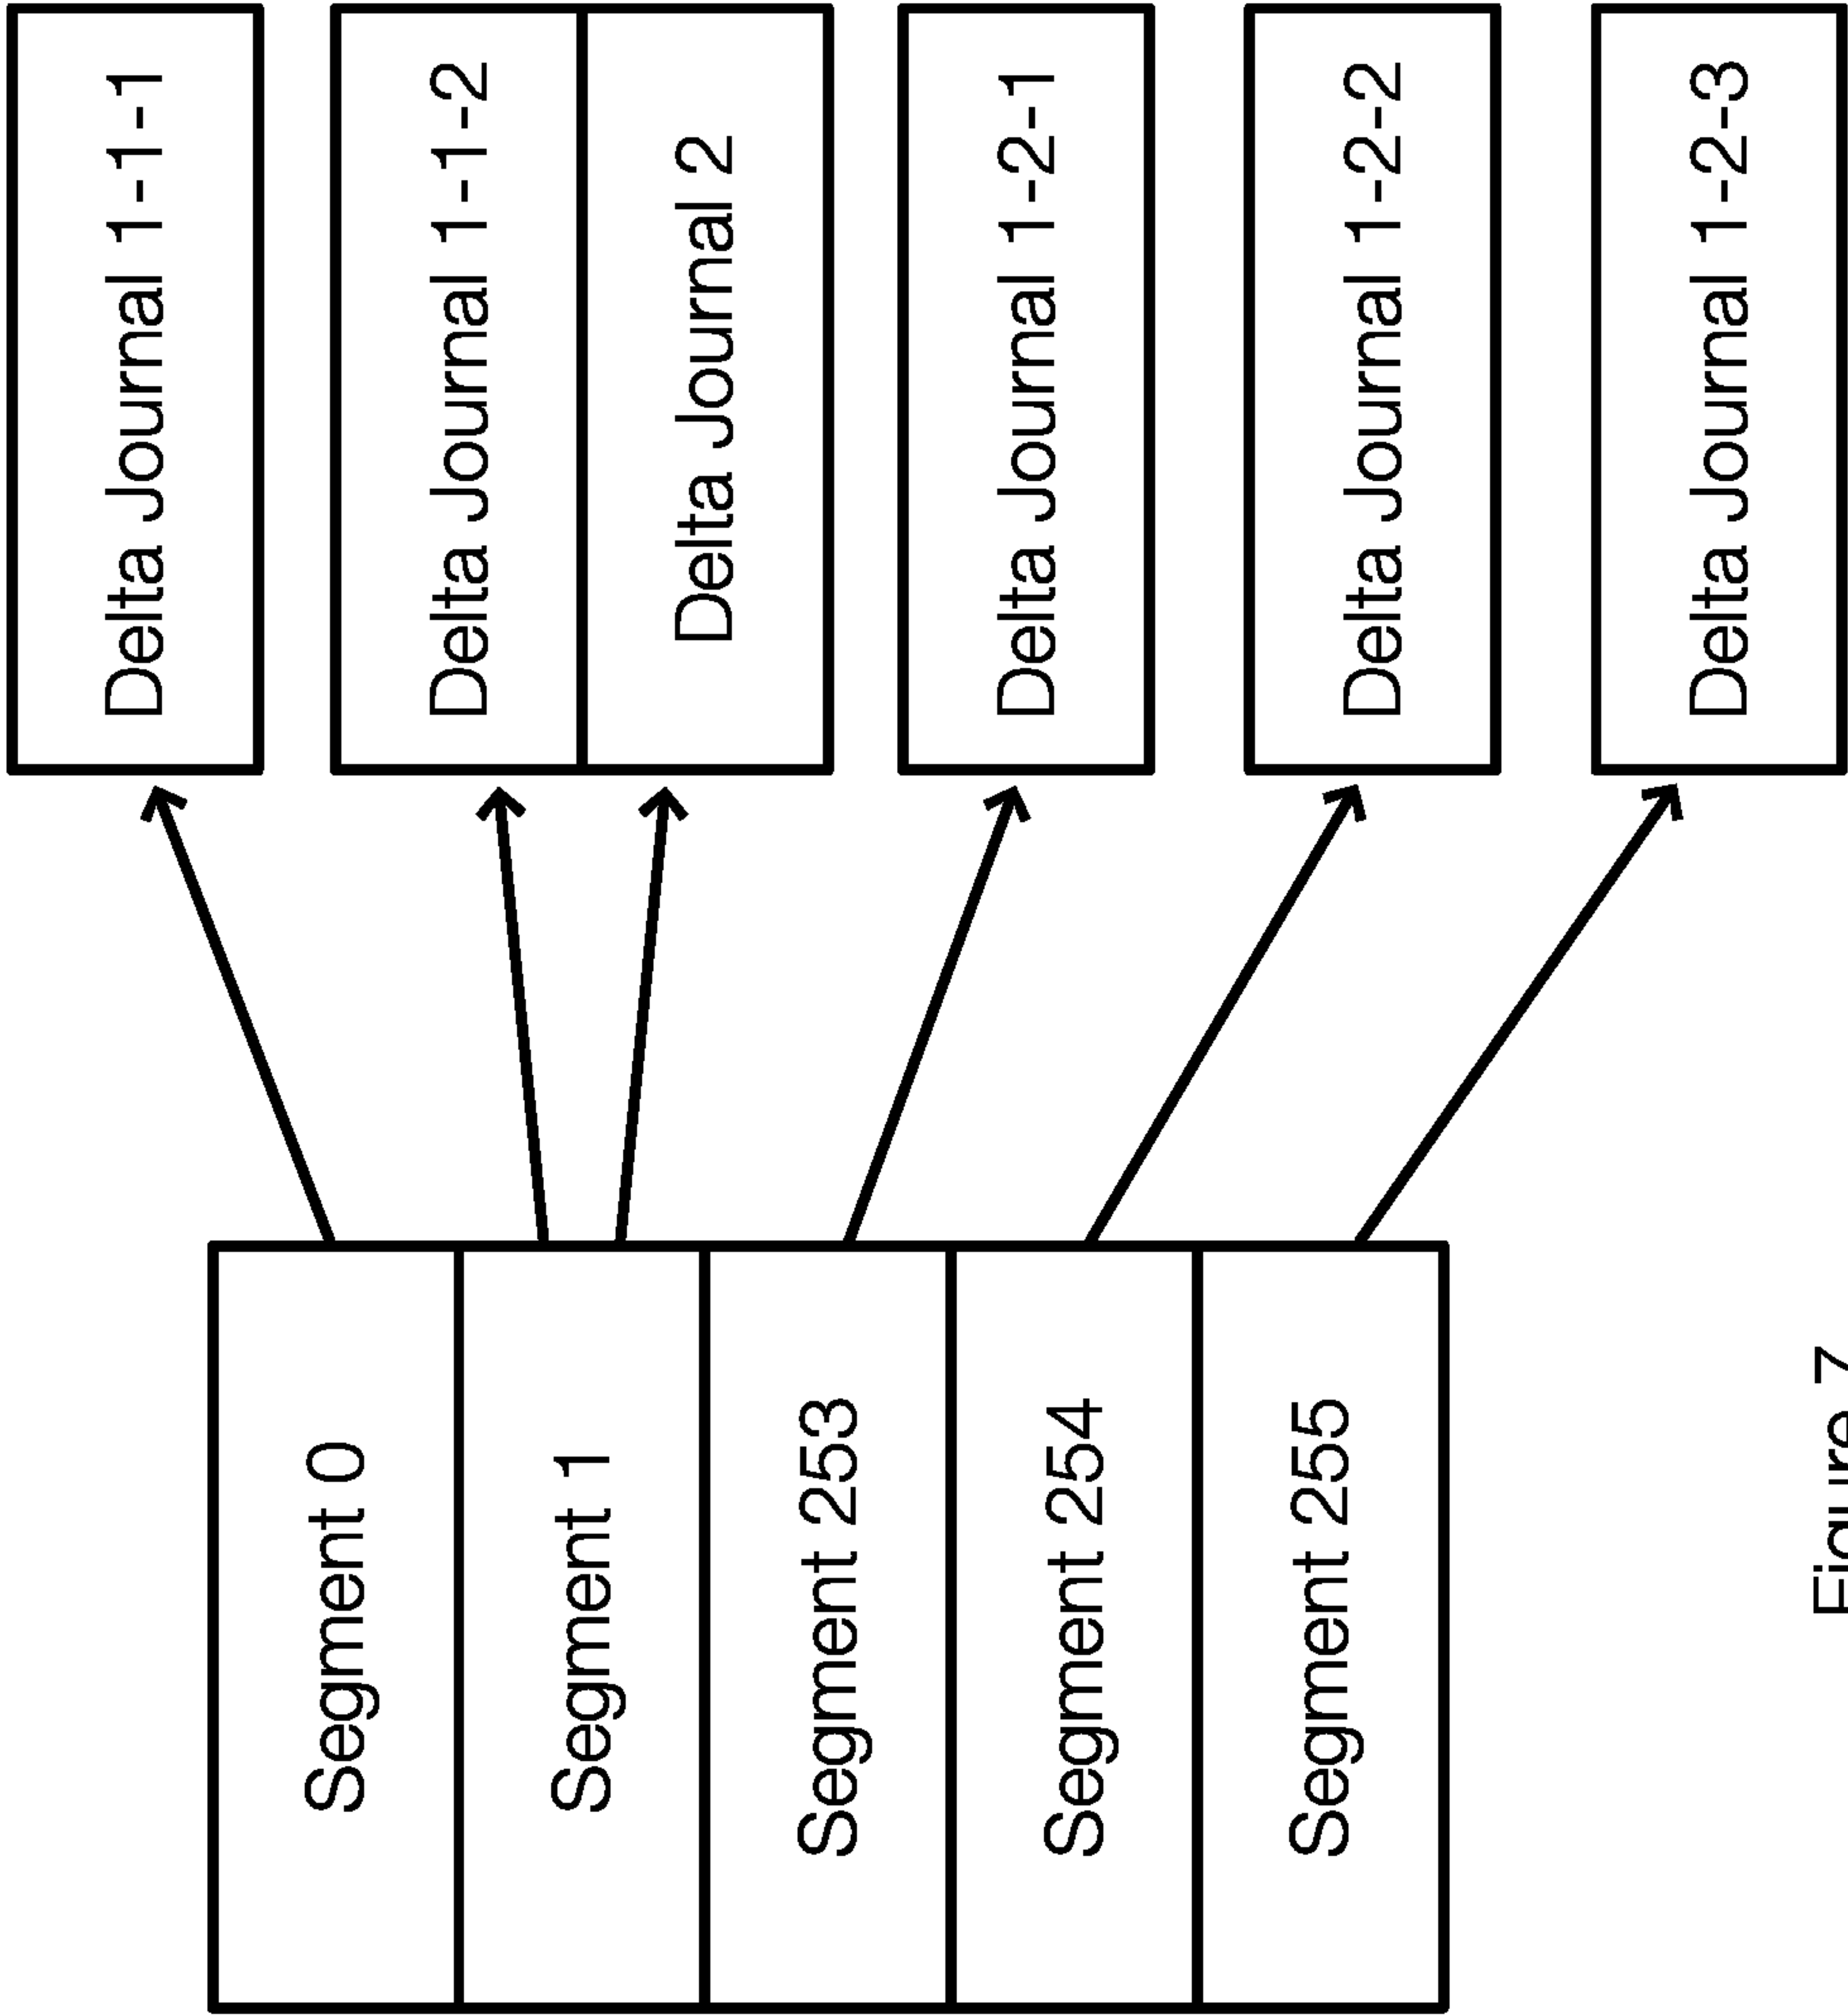 Delta Journal 1-1-1
Delta Journal 1-1-2
Delta Journal 2
Delta Journal 1-2-1
Delta Journal 1-2-2
Delta Journal 1-2-3
Segment 0
Segment 1
Segment 253
Segment 254
Segment 255
Figure 7